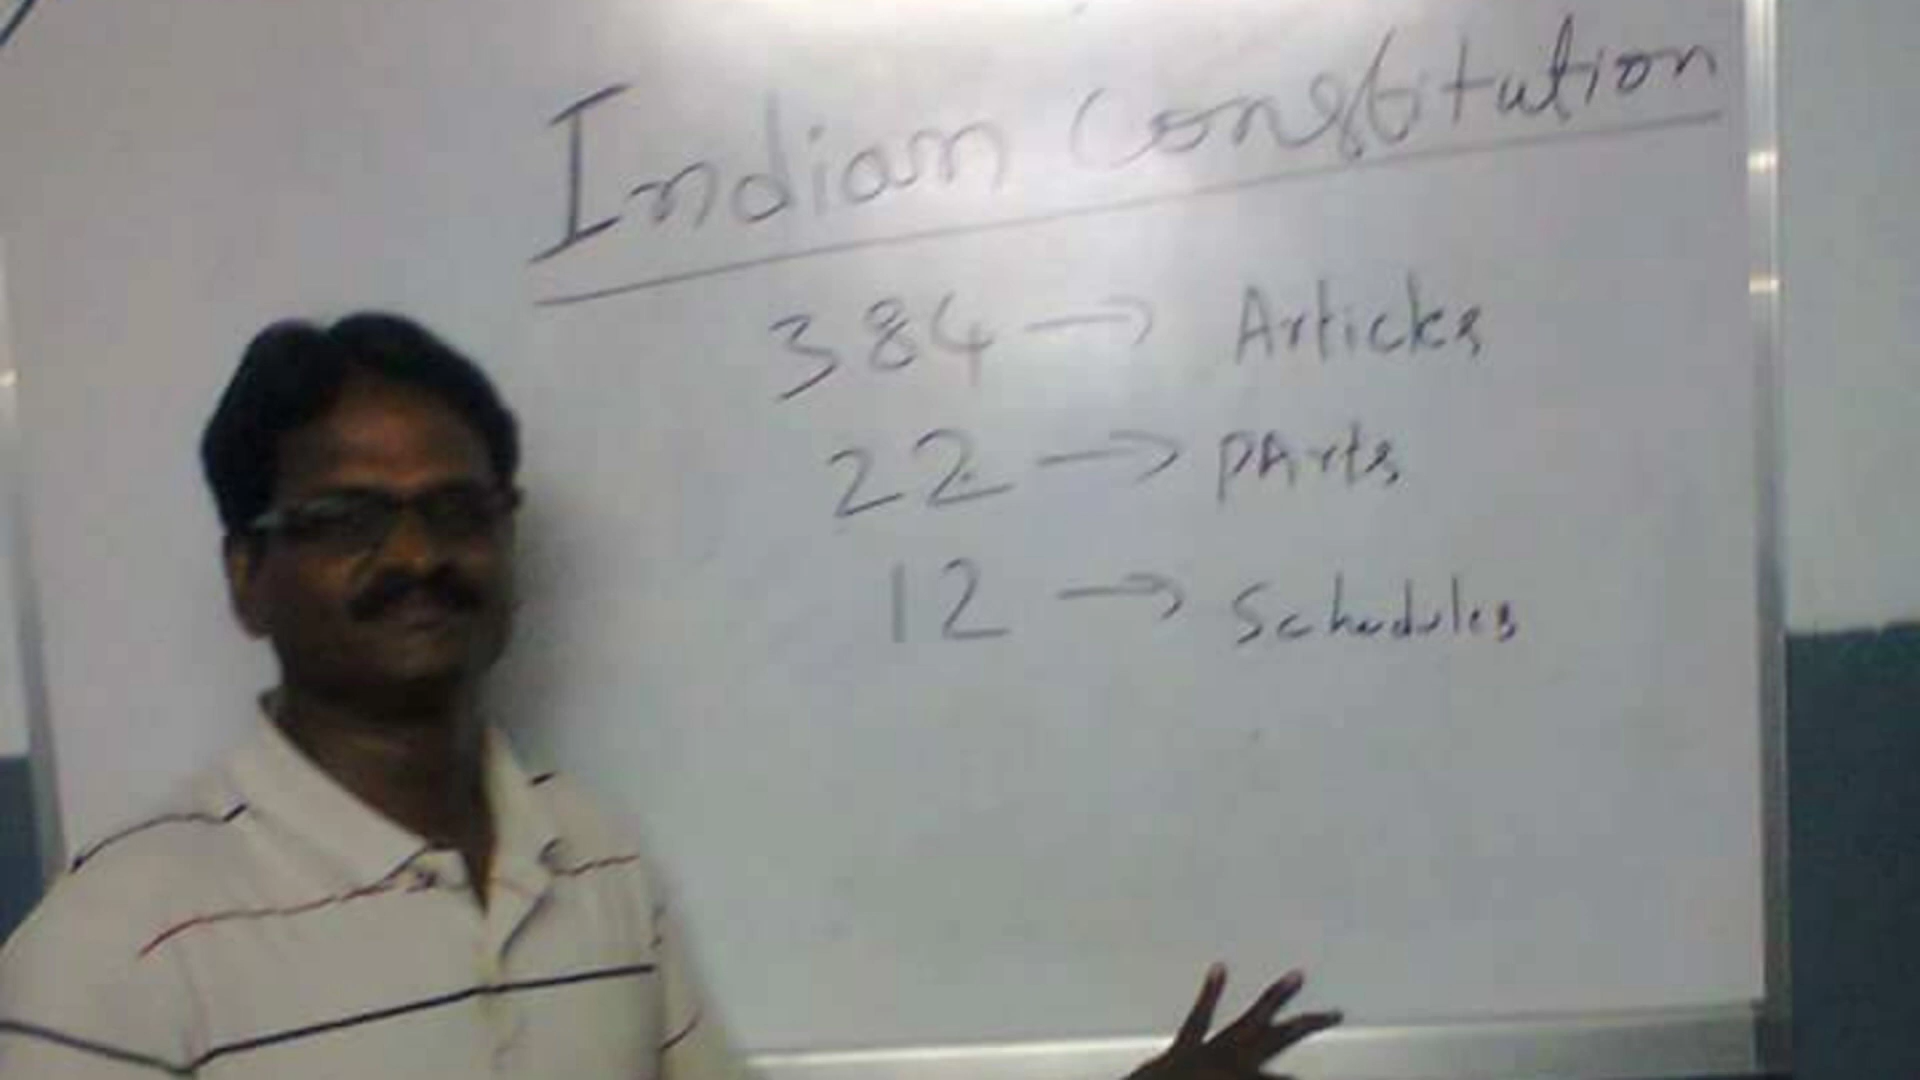 Indian Constitution
384 → Articles
22 → PArts
12 → Schedules